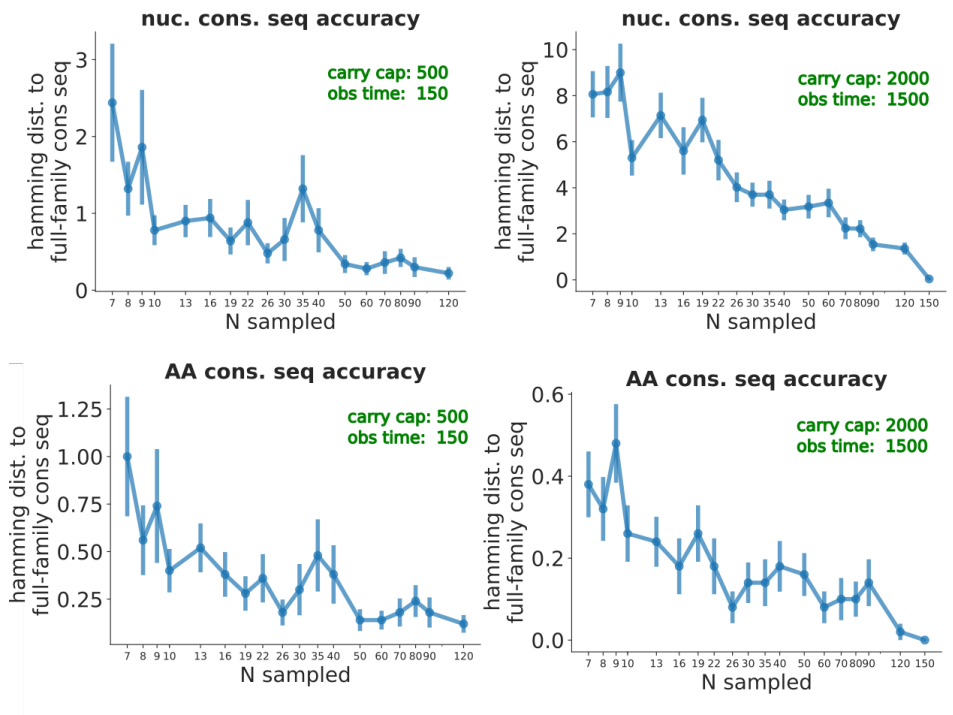 nuc. cons. seq accuracy
hamming dist. to
full-family cons seq
carry cap: 500
obs time: 150
3
2
1
0
7 8 9 10 13 16 19 22 26 30 35 40 50 60 70 80 90 120
N sampled
nuc. cons. seq accuracy
hamming dist. to
full-family cons seq
carry cap: 2000
obs time: 1500
10
8
6
4
2
0
7 8 9 10 13 16 19 22 26 30 35 40 50 60 70 80 90 120 150
N sampled
AA cons. seq accuracy
hamming dist. to
full-family cons seq
carry cap: 500
obs time: 150
1.25
1.00
0.75
0.50
0.25
7 8 9 10 13 16 19 22 26 30 35 40 50 60 70 80 90 120
N sampled
AA cons. seq accuracy
hamming dist. to
full-family cons seq
carry cap: 2000
obs time: 1500
0.6
0.4
0.2
0.0
7 8 9 10 13 16 19 22 26 30 35 40 50 60 70 80 90 120 150
N sampled